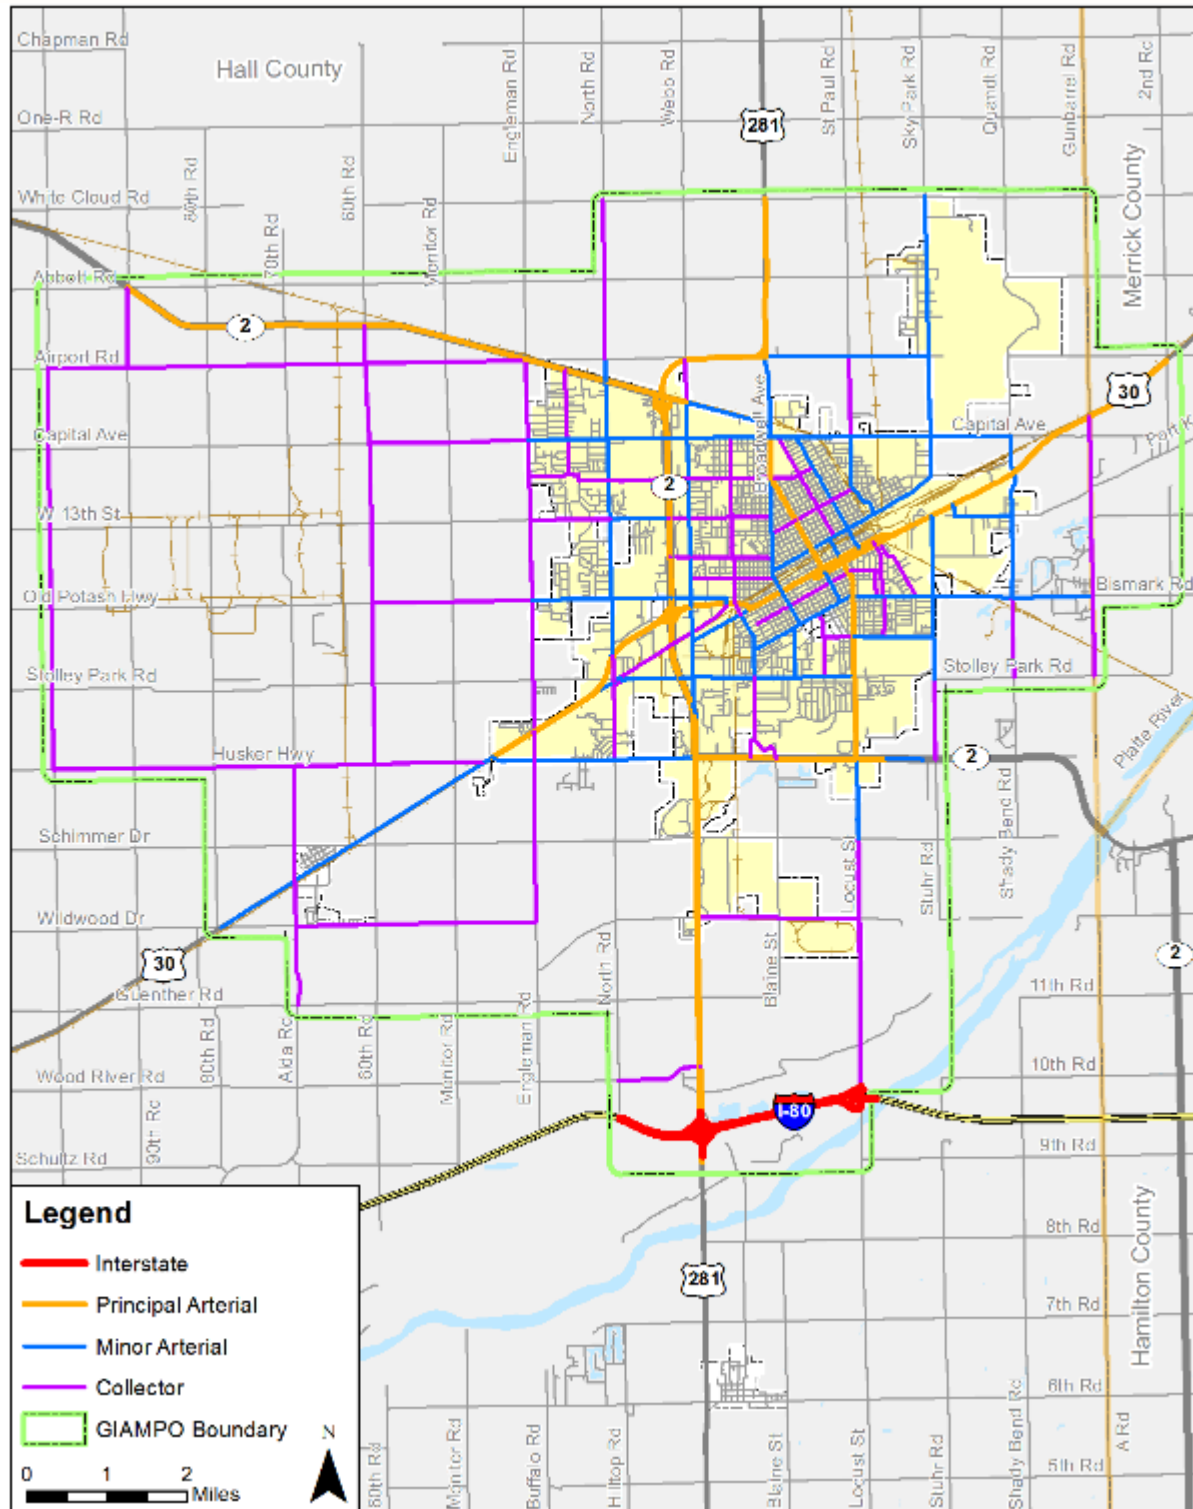 Chapman Rd
Hall County
Engleman Rd
North Rd
Webb Rd
281
St Paul Rd
Sky Park Rd
Quandt Rd
Gunbarrel Rd
2nd Rd
One-R Rd
Merrick County
White Cloud Rd
80th Rd
70th Rd
60th Rd
Monitor Rd
Abbott Rd
2
Airport Rd
30
Broadwell Ave
Capital Ave
Capital Ave
2
W 13th St
Old Potash Hwy
Bismark Rd
Stolley Park Rd
Stolley Park Rd
Platte River
Husker Hwy
2
Schimmer Dr
Shady Bend Rd
Locust St
Stuhr Rd
Wildwood Dr
30
North Rd
Blaine St
2
Guenther Rd
11th Rd
80th Rd
Alda Rd
60th Rd
Monitor Rd
Engleman Rd
Wood River Rd
10th Rd
I-80
90th Rd
Schultz Rd
9th Rd
Legend
Interstate
Principal Arterial
Minor Arterial
Collector
GIAMPO Boundary
N
0 1 2
Miles
8th Rd
Hamilton County
281
7th Rd
6th Rd
60th Rd
Monitor Rd
Buffalo Rd
Hilltop Rd
Blaine St
Locust St
Stuhr Rd
Shady Bend Rd
A Rd
5th Rd